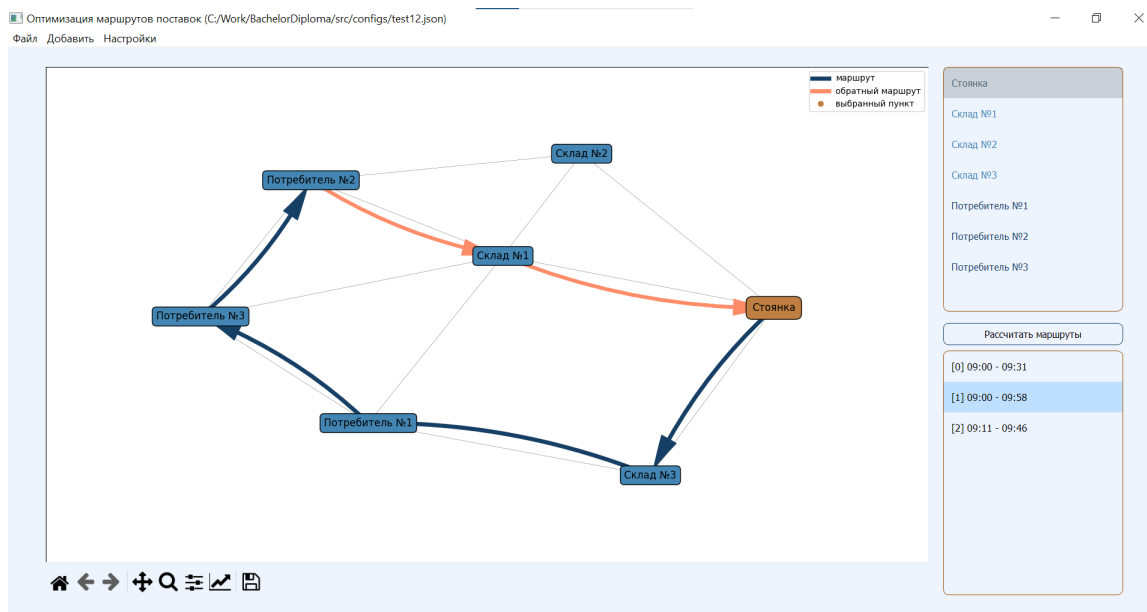 Оптимизация маршрутов поставок (C:/Work/BachelorDiploma/src/configs/test12.json)
Файл Добавить Настройки
маршрут
обратный маршрут
выбранный пункт
Склад №2
Потребитель №2
Склад №1
Стоянка
Потребитель №3
Потребитель №1
Склад №3
Стоянка
Склад №1
Склад №2
Склад №3
Потребитель №1
Потребитель №2
Потребитель №3
Рассчитать маршруты
[0] 09:00 - 09:31
[1] 09:00 - 09:58
[2] 09:11 - 09:46